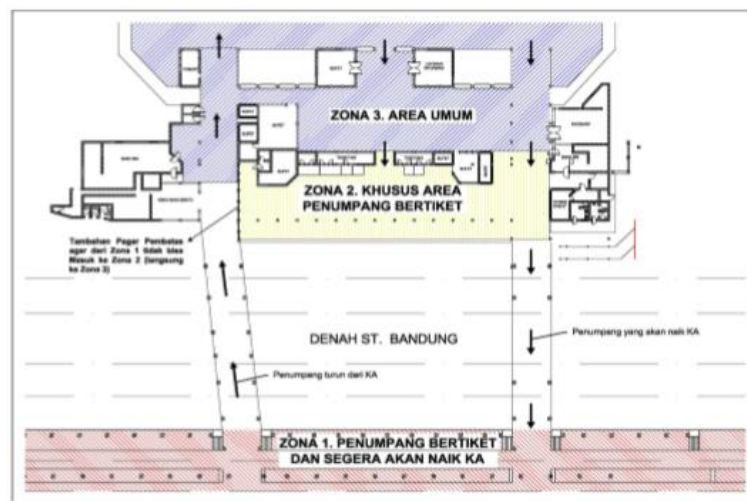 ZONA 3. AREA UMUM
ZONA 2. KHUSUS AREA
PENUMPANG BERTIKET
Tambahan Pagar Pembatas
agar dari Zona 1 tidak bisa
Masuk ke Zona 2 (langsung
ke Zona 3)
DENAH ST. BANDUNG
Penumpang yang akan naik KA
Penumpang turun dari KA
ZONA 1. PENUMPANG BERTIKET
DAN SEGERA AKAN NAIK KA